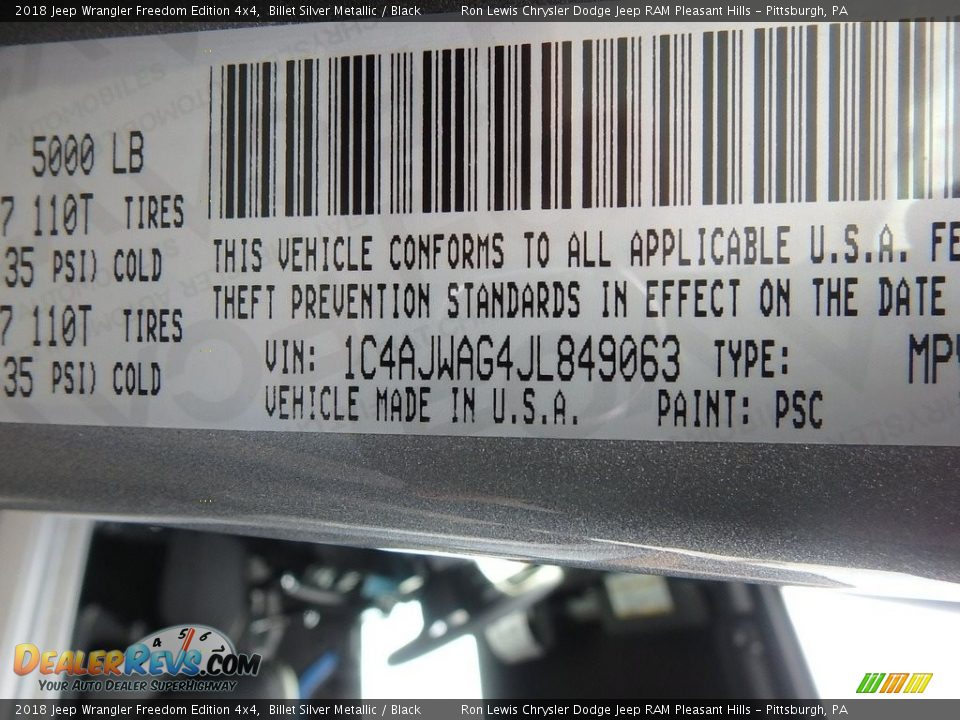 2018 Jeep Wrangler Freedom Edition 4x4, Billet Silver Metallic / Black Ron Lewis Chrysler Dodge Jeep RAM Pleasant Hills - Pittsburgh, PA
5000 LB
7 110T TIRES
35 PSI) COLD
7 110T TIRES
35 PSI) COLD
THIS VEHICLE CONFORMS TO ALL APPLICABLE U.S.A. FE
THEFT PREVENTION STANDARDS IN EFFECT ON THE DATE
VIN: 1C4AJWAG4JL849063 TYPE: MPV
VEHICLE MADE IN U.S.A. PAINT: PSC
4 5 6
DEALERREVS.COM
YOUR AUTO DEALER SUPERHIGHWAY
2018 Jeep Wrangler Freedom Edition 4x4, Billet Silver Metallic / Black Ron Lewis Chrysler Dodge Jeep RAM Pleasant Hills - Pittsburgh, PA